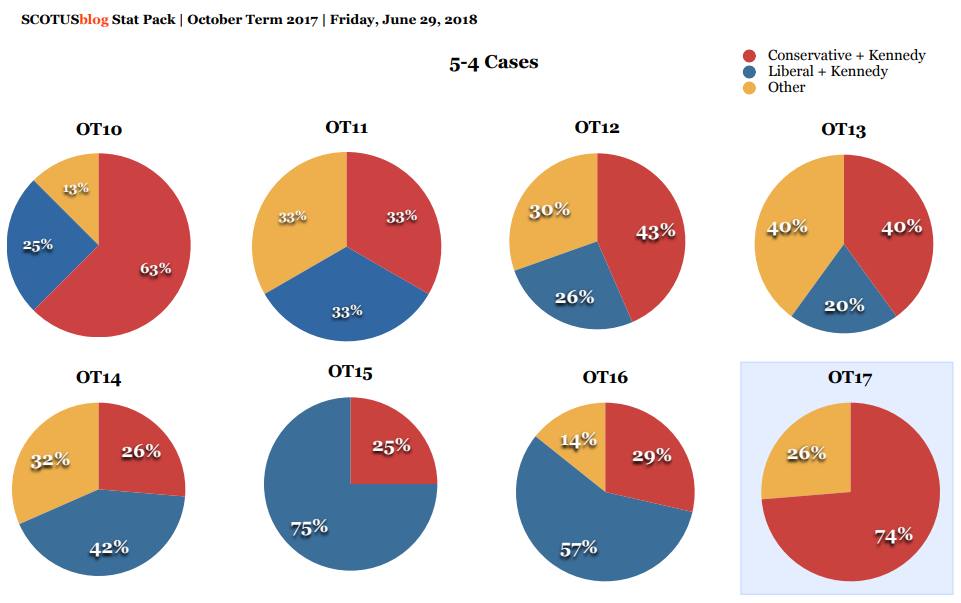 SCOTUSblog Stat Pack | October Term 2017 | Friday, June 29, 2018
5-4 Cases
Conservative + Kennedy
Liberal + Kennedy
Other
OT10
13%
25%
63%
OT11
33%
33%
33%
OT12
30%
43%
26%
OT13
40%
40%
20%
OT14
32%
26%
42%
OT15
25%
75%
OT16
14%
29%
57%
OT17
26%
74%